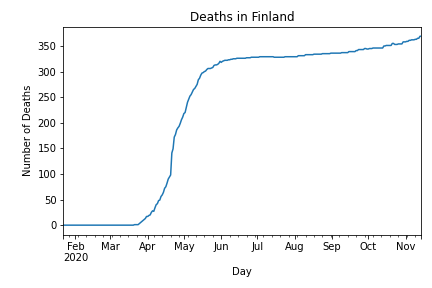 Deaths in Finland
Number of Deaths
350
300
250
200
150
100
50
0
Feb Mar Apr May Jun Jul Aug Sep Oct Nov
2020
Day